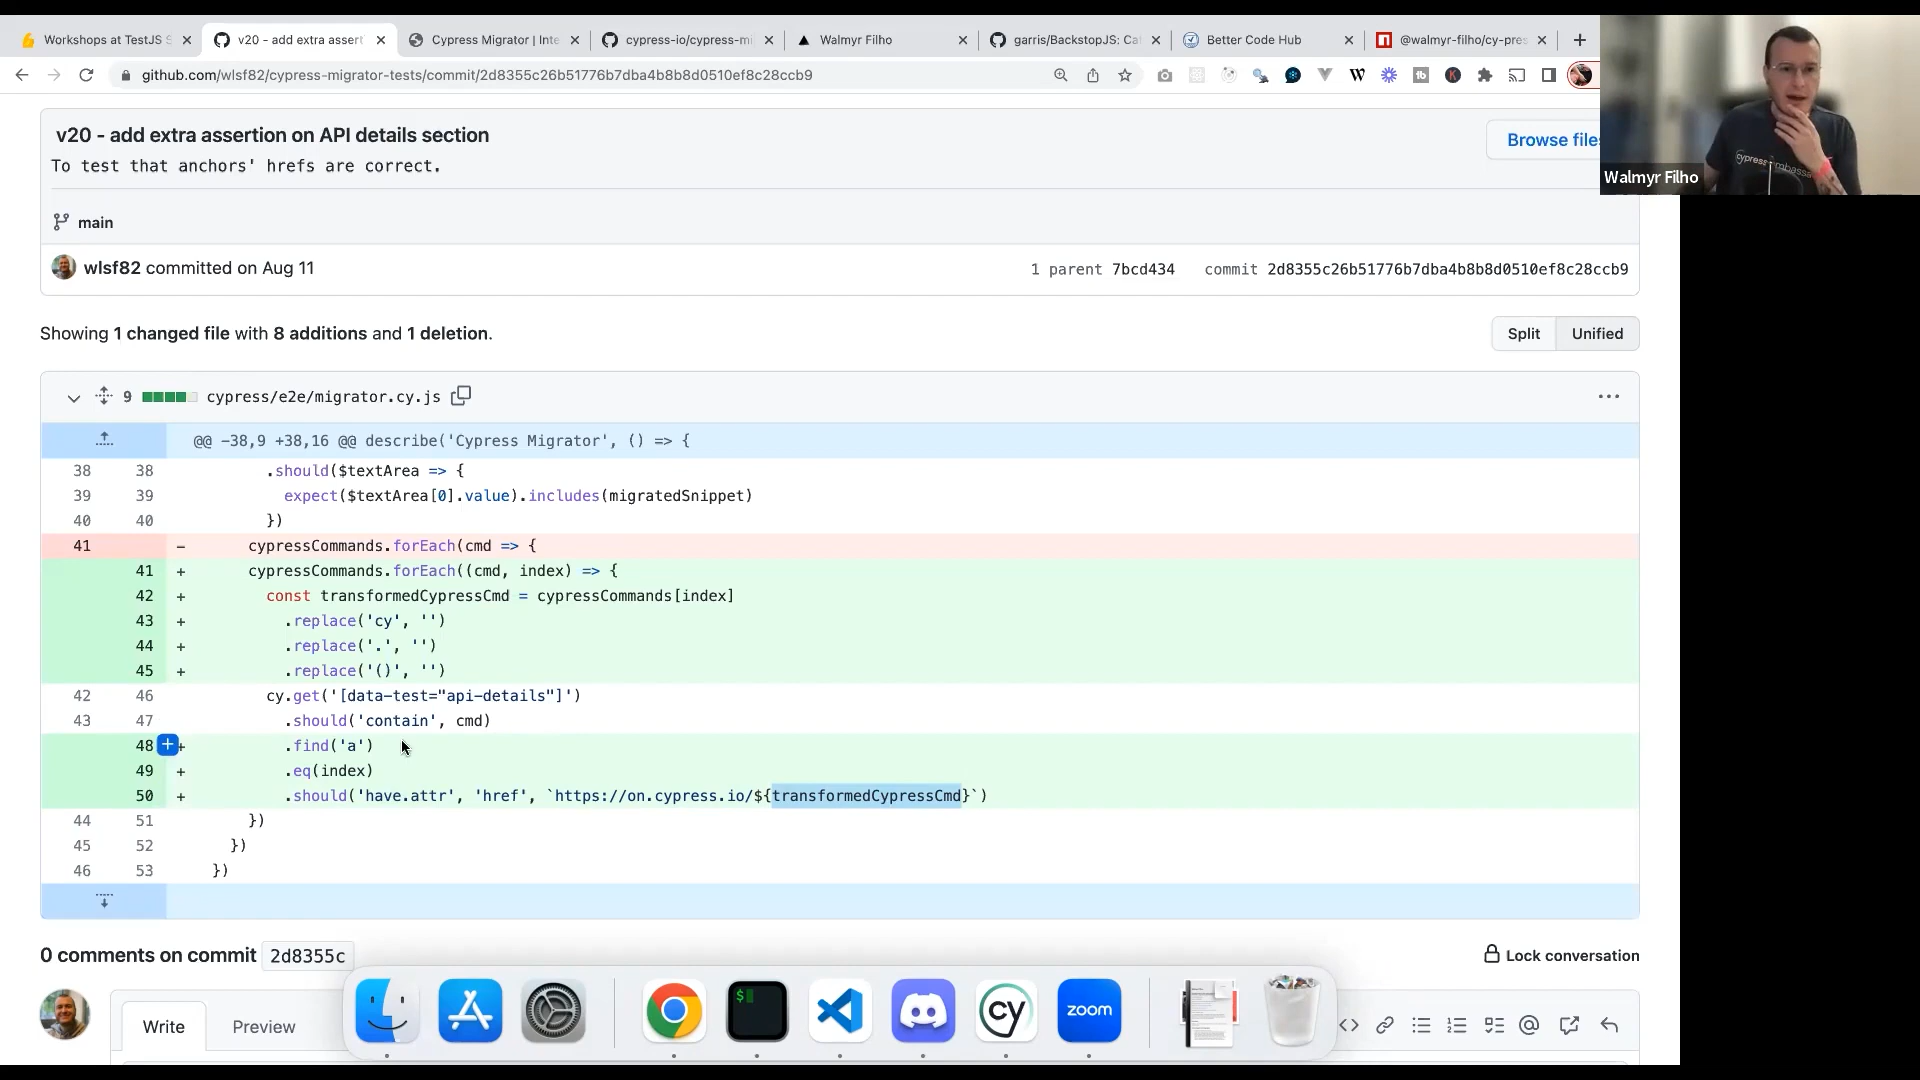 Workshops at TestJS S
v20 - add extra assert
Cypress Migrator | Inte
cypress-io/cypress-mi
Walmyr Filho
garris/BackstopJS: Cat
Better Code Hub
@walmyr-filho/cy-pres
github.com/wlsf82/cypress-migrator-tests/commit/2d8355c26b51776b7dba4b8b8d0510ef8c28ccb9
v20 - add extra assertion on API details section
Browse files
To test that anchors' hrefs are correct.
Walmyr Filho
main
wlsf82 committed on Aug 11
1 parent 7bcd434 commit 2d8355c26b51776b7dba4b8b8d0510ef8c28ccb9
Showing 1 changed file with 8 additions and 1 deletion.
Split Unified
9 cypress/e2e/migrator.cy.js
@@ -38,9 +38,16 @@ describe('Cypress Migrator', () => {
38 38 .should($textArea => {
39 39 expect($textArea[0].value).includes(migratedSnippet)
40 40 })
41 - cypressCommands.forEach(cmd => {
41 + cypressCommands.forEach((cmd, index) => {
42 + const transformedCypressCmd = cypressCommands[index]
43 + .replace('cy', '')
44 + .replace('.', '')
45 + .replace('()', '')
42 46 cy.get('[data-test="api-details"]')
43 47 .should('contain', cmd)
48 + .find('a')
49 + .eq(index)
50 + .should('have.attr', 'href', `https://on.cypress.io/${transformedCypressCmd}`)
44 51 })
45 52 })
46 53 })
0 comments on commit 2d8355c
Lock conversation
Write Preview
cy
zoom